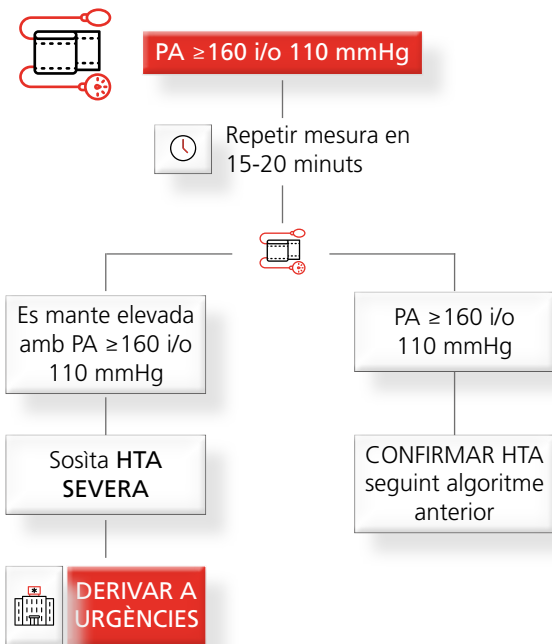 PA ≥160 i/o 110 mmHg
Repetir mesura en
15-20 minuts
Es mante elevada
amb PA ≥160 i/o
110 mmHg
PA ≥160 i/o
110 mmHg
Sosìta HTA
SEVERA
CONFIRMAR HTA
seguint algoritme
anterior
DERIVAR A
URGÈNCIES